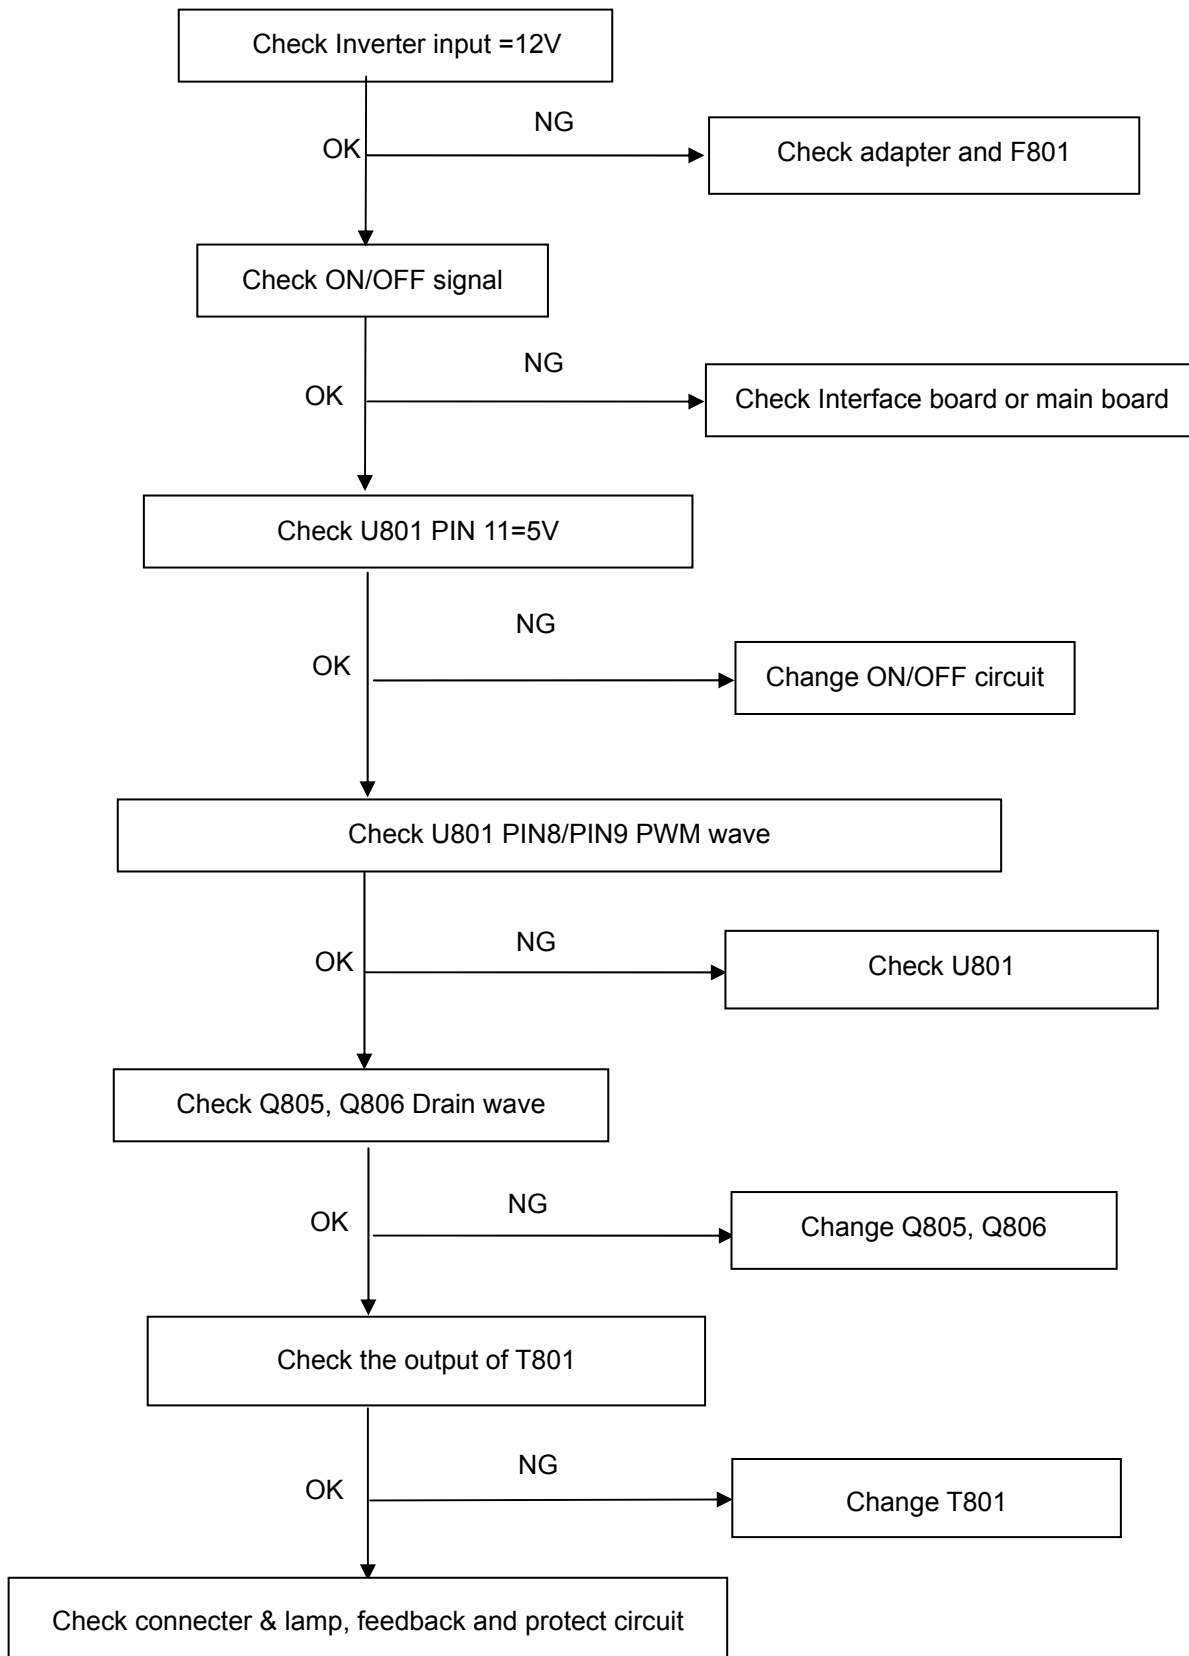 Check Inverter input =12V
NG
OK
Check adapter and F801
Check ON/OFF signal
NG
OK
Check Interface board or main board
Check U801 PIN 11=5V
NG
OK
Change ON/OFF circuit
Check U801 PIN8/PIN9 PWM wave
NG
OK
Check U801
Check Q805, Q806 Drain wave
NG
OK
Change Q805, Q806
Check the output of T801
NG
OK
Change T801
Check connecter & lamp, feedback and protect circuit